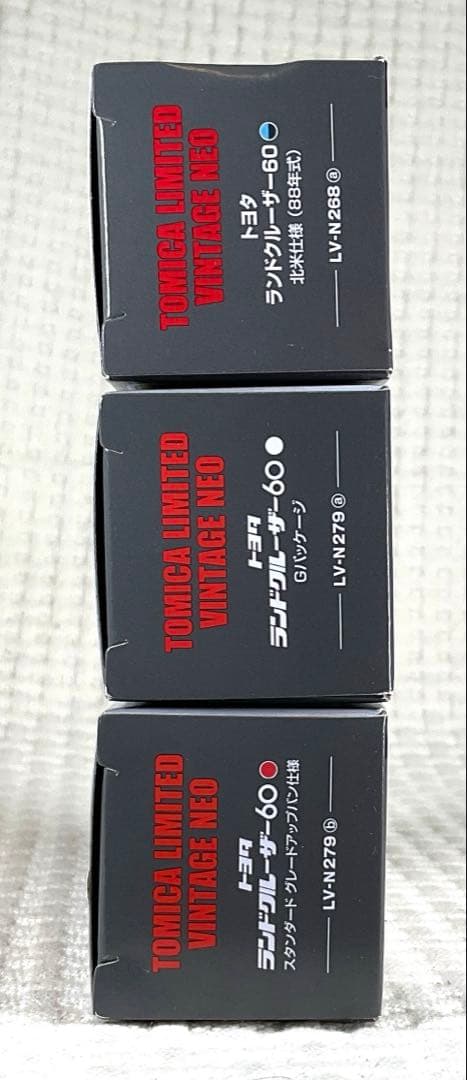 TOMICA LIMITED
VINTAGE NEO
トヨタ
ランドクルーザー60
北米仕様（88年式）
LV-N268 ⓐ
TOMICA LIMITED
VINTAGE NEO
トヨタ
ランドクルーザー60
Gパッケージ
LV-N279 ⓐ
TOMICA LIMITED
VINTAGE NEO
トヨタ
ランドクルーザー60
スタンダード グレードアップバン仕様
LV-N279 ⓑ